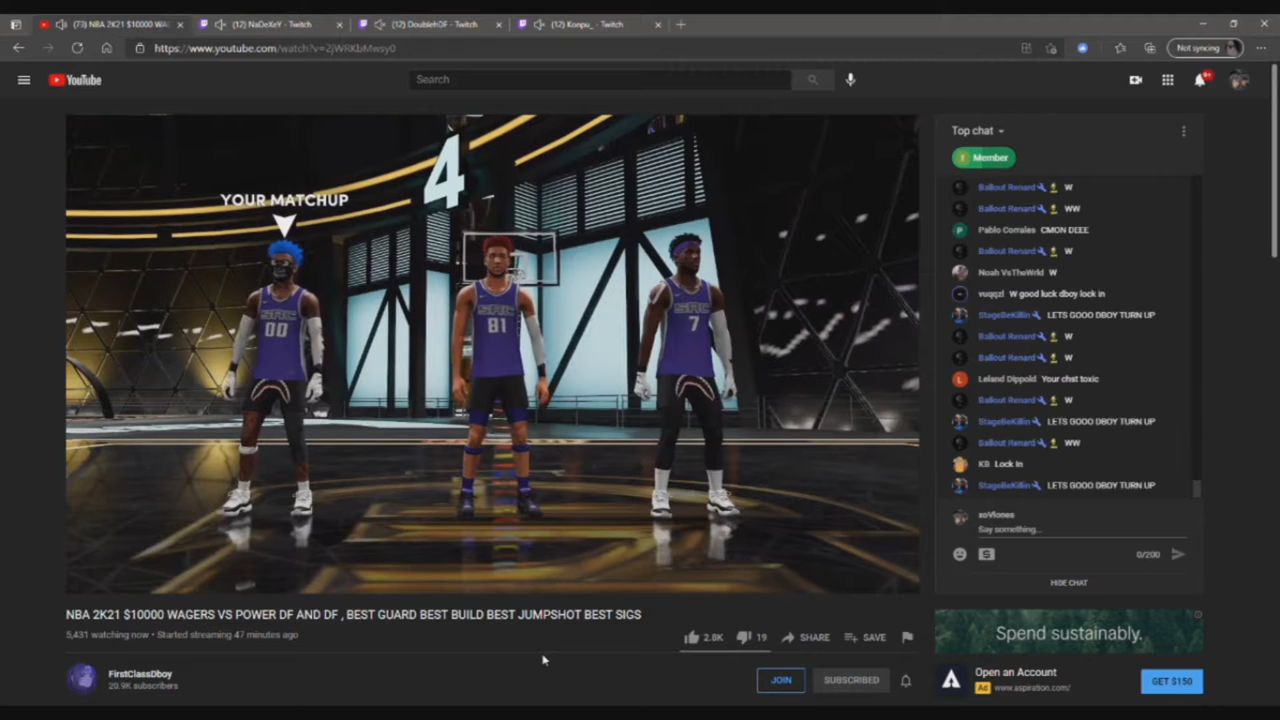 (73) NBA 2K21 $10000 WA
(12) NaDeXeY - Twitch
(12) DoublehDF - Twitch
(12) Konpu_ - Twitch
https://www.youtube.com/watch?v=2jWRKbMwsy0
Not syncing
YouTube
Search
9+
YOUR MATCHUP
4
SAC
00
SAC
81
SAC
7
Top chat
Member
Ballout Renard W
Ballout Renard WW
P Pablo Corrales CMON DEEE
Ballout Renard W
Noah VsTheWrld W
vuqqzl W good luck dboy lock in
StageBeKillin LETS GOOO DBOY TURN UP
Ballout Renard W
Ballout Renard W
L Leland Dippold Your chat toxic
Ballout Renard W
StageBeKillin LETS GOOO DBOY TURN UP
Ballout Renard WW
KB Lock In
StageBeKillin LETS GOOO DBOY TURN UP
xoVlones
Say something...
0/200
HIDE CHAT
NBA 2K21 $10000 WAGERS VS POWER DF AND DF , BEST GUARD BEST BUILD BEST JUMPSHOT BEST SIGS
5,431 watching now • Started streaming 47 minutes ago
2.8K 19 SHARE SAVE
FirstClassDboy
20.9K subscribers
JOIN
SUBSCRIBED
Spend sustainably.
Open an Account
Ad www.aspiration.com/
GET $150